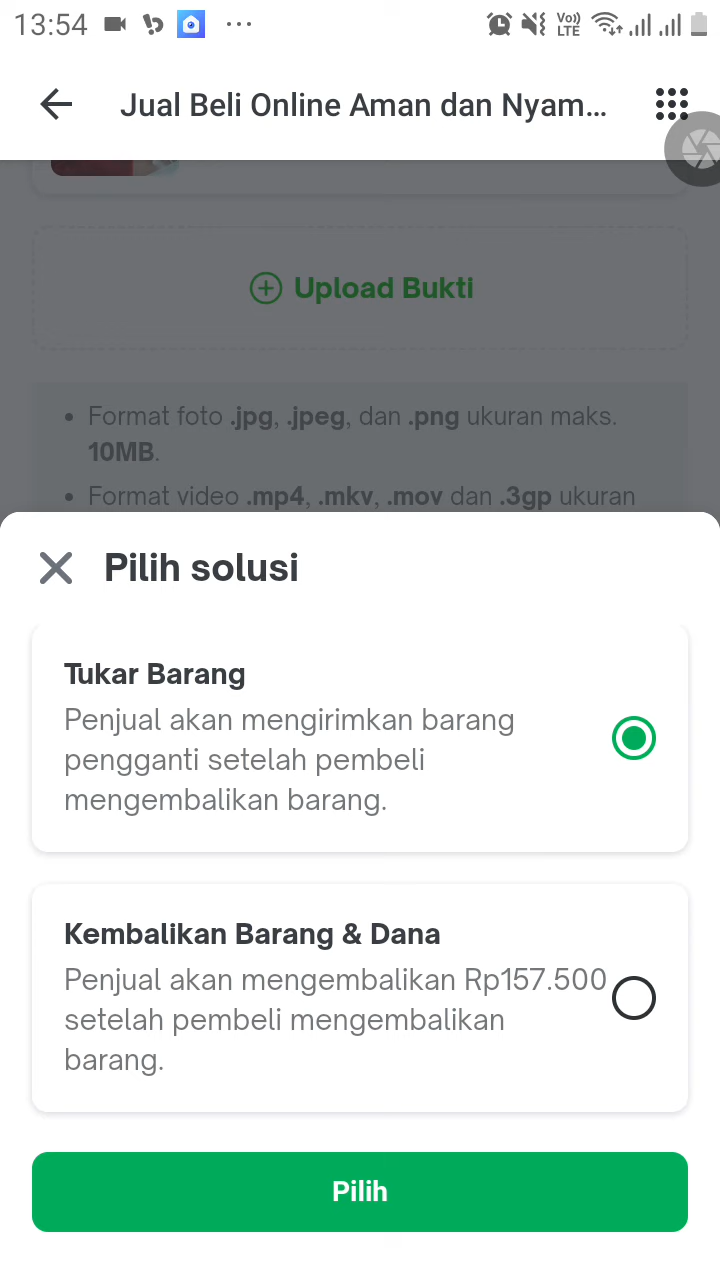 13:54
Vo))
LTE
Jual Beli Online Aman dan Nyam...
Upload Bukti
Format foto .jpg, .jpeg, dan .png ukuran maks.
10MB.
Format video .mp4, .mkv, .mov dan .3gp ukuran
Pilih solusi
Tukar Barang
Penjual akan mengirimkan barang
pengganti setelah pembeli
mengembalikan barang.
Kembalikan Barang & Dana
Penjual akan mengembalikan Rp157.500
setelah pembeli mengembalikan
barang.
Pilih